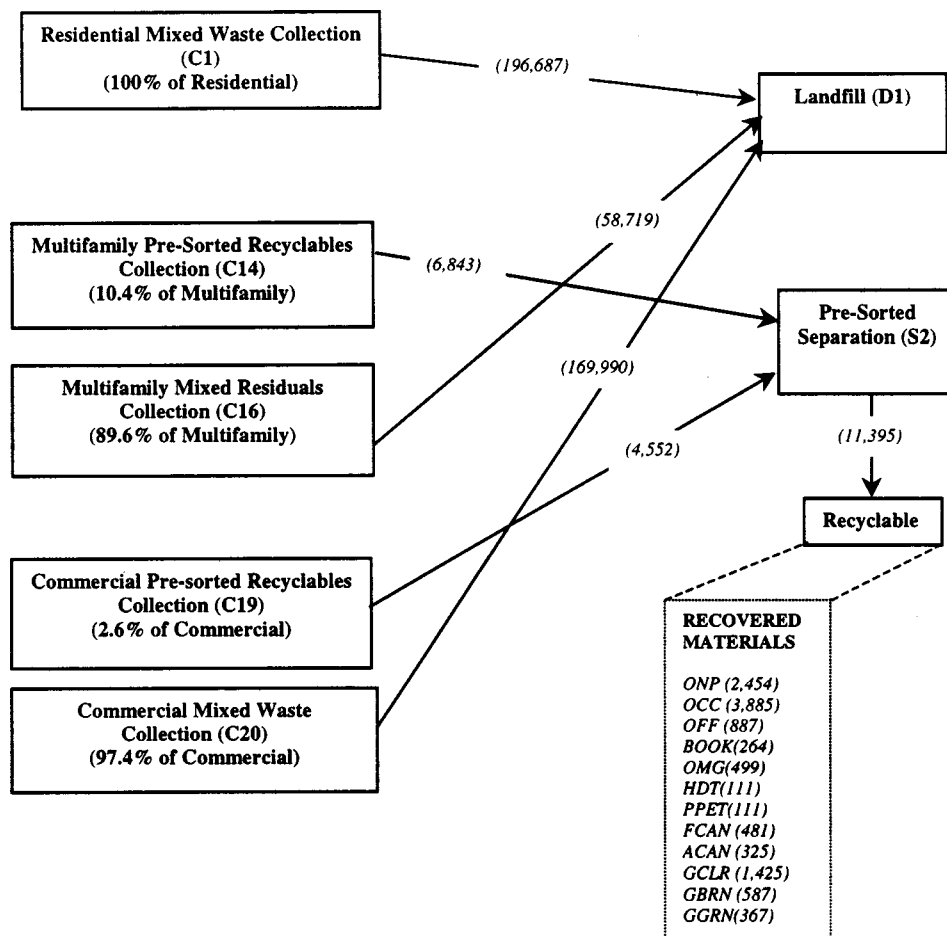 Residential Mixed Waste Collection
(C1)
(100% of Residential)
(196,687)
Landfill (D1)
(58,719)
Multifamily Pre-Sorted Recyclables
Collection (C14)
(10.4% of Multifamily)
(6,843)
Pre-Sorted
Separation (S2)
(169,990)
Multifamily Mixed Residuals
Collection (C16)
(89.6% of Multifamily)
(4,552)
(11,395)
Recyclable
Commercial Pre-sorted Recyclables
Collection (C19)
(2.6% of Commercial)
Commercial Mixed Waste
Collection (C20)
(97.4% of Commercial)
RECOVERED
MATERIALS
ONP (2,454)
OCC (3,885)
OFF (887)
BOOK(264)
OMG(499)
HDT(111)
PPET(111)
FCAN (481)
ACAN (325)
GCLR (1,425)
GBRN (587)
GGRN(367)